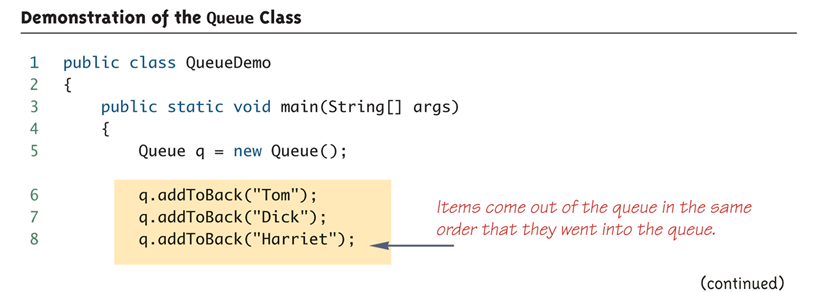 Demonstration of the Queue Class
1 public class QueueDemo
2 {
3 public static void main(String[] args)
4 {
5 Queue q = new Queue();
6 q.addToBack("Tom");
7 q.addToBack("Dick");
8 q.addToBack("Harriet");
Items come out of the queue in the same
order that they went into the queue.
(continued)